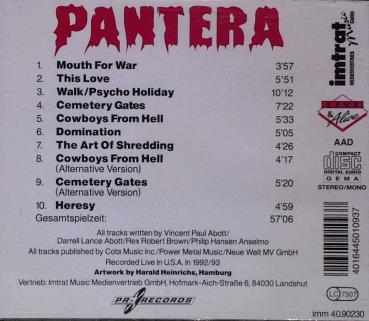 PANTERA
imtrat
Music
GMBH
MEDIENVERTRIEB
1. Mouth For War 3'57
2. This Love 5'51
3. Walk/Psycho Holiday 10'12
4. Cemetery Gates 7'22
5. Cowboys From Hell 5'33
6. Domination 5'05
7. The Art Of Shredding 4'26
8. Cowboys From Hell 4'17
(Alternative Version)
9. Cemetery Gates 5'20
(Alternative Version)
10. Heresy 4'59
Gesamtspielzeit: 57'06
LIVE
& Alive
AAD
COMPACT
disc
DIGITAL AUDIO
GEMA
STEREO/MONO
4016445010937
All tracks written by Vincent Paul Abott/
Darrell Lance Abott/Rex Robert Brown/Philip Hansen Anselmo
All tracks published by Cota Music Inc./Power Metal Music/Neue Welt MV GmbH
Recorded Live in U.S.A. in 1992/93
Artwork by Harald Heinrichs, Hamburg
Vertrieb: Imtrat Music Medienvertrieb GmbH, Hofmark-Aich-Straße 6, 84030 Landshut
RECORDS
LC 7507
imm 40.90230